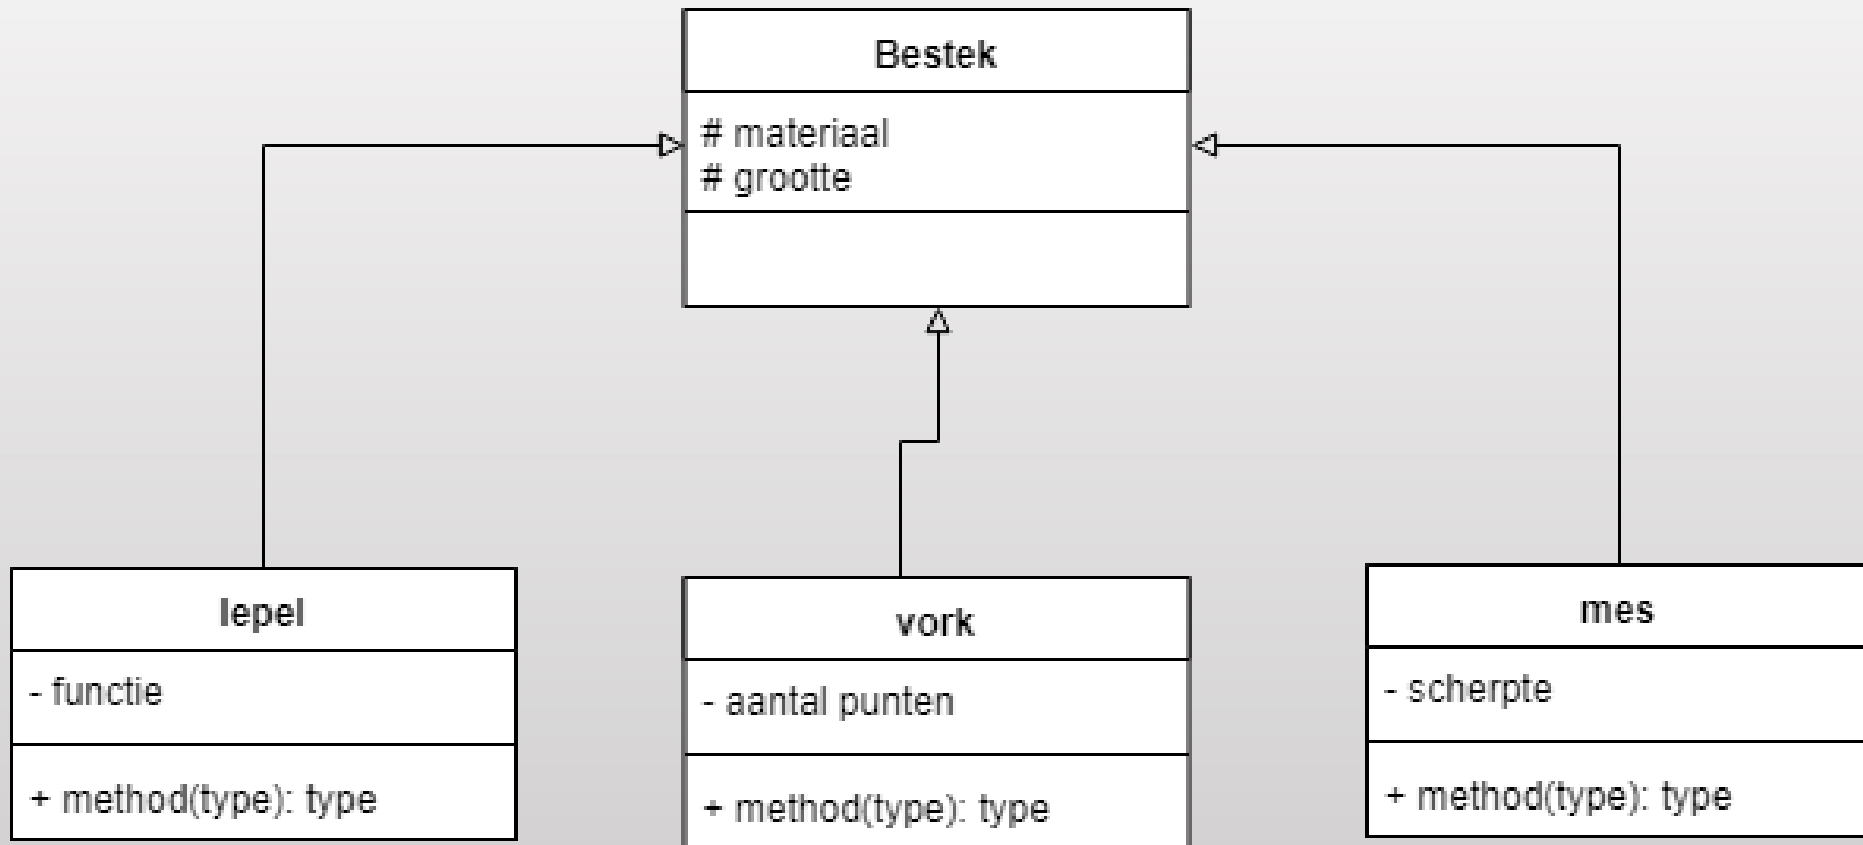 Bestek
# materiaal
# grootte
lepel
- functie
+ method(type): type
vork
- aantal punten
+ method(type): type
mes
- scherpte
+ method(type): type